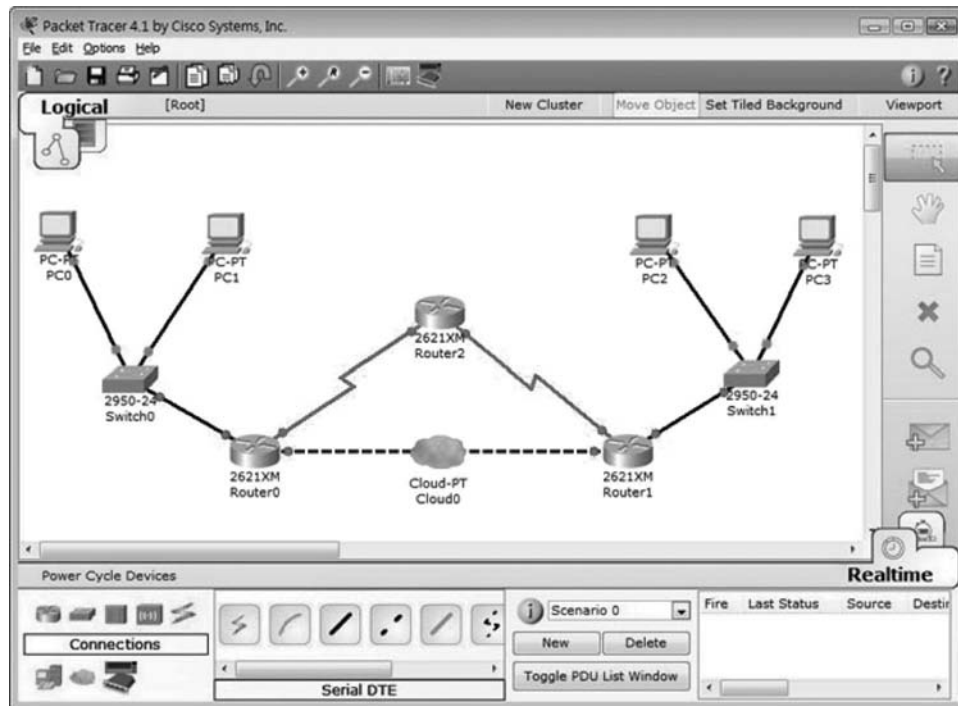 Packet Tracer 4.1 by Cisco Systems, Inc.
File Edit Options Help
Logical [Root] New Cluster Move Object Set Tiled Background Viewport
PC-PT
PC0
PC-PT
PC1
PC-PT
PC2
PC-PT
PC3
2621XM
Router2
2950-24
Switch0
2950-24
Switch1
2621XM
Router0
Cloud-PT
Cloud0
2621XM
Router1
Power Cycle Devices Realtime
Connections
Serial DTE
Scenario 0
New Delete
Toggle PDU List Window
Fire Last Status Source Destin